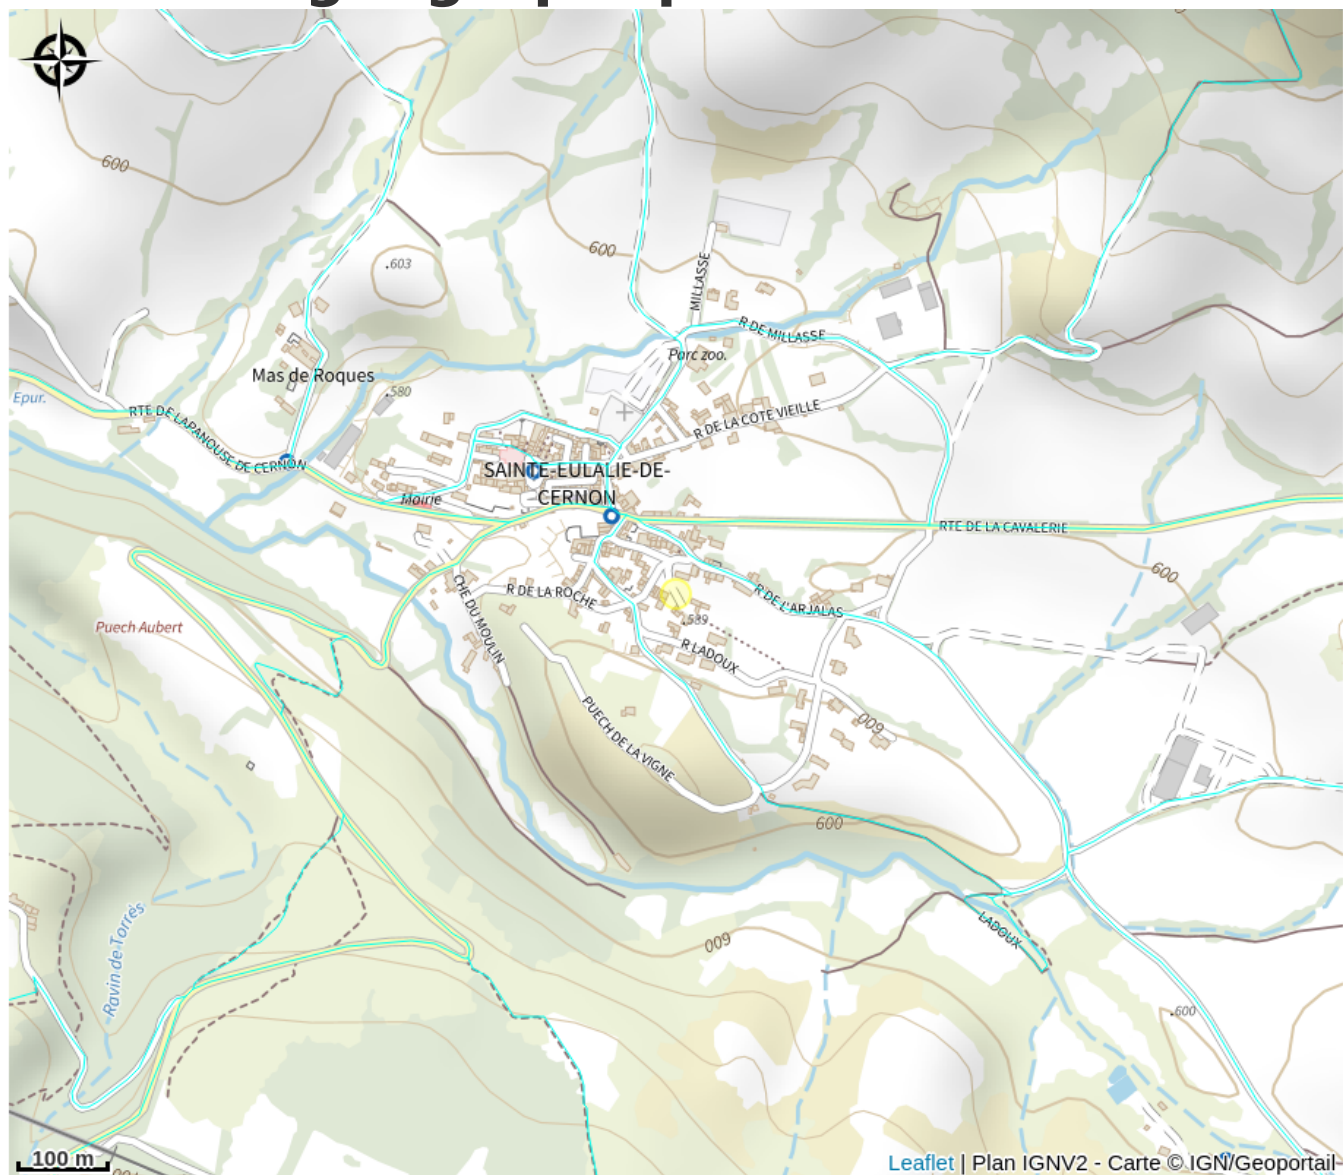 600
600
.603
MILLASSE
R DE MILLASSE
Parc zoo.
Mas de Roques
.580
Epur.
RTE DE LAPANOUSE DE CERNON
R DE LA COTE VIEILLE
SAINTE-EULALIE-DE-
CERNON
Mairie
RTE DE LA CAVALERIE
600
CHE DU MOULIN
R DE LA ROCHE
R DE L'ARJALAS
.589
Puech Aubert
R LADOUX
PUECH DE LA VIGNE
600
600
Ravin de Torrès
600
LADOUX
.600
100 m
Leaflet | Plan IGNV2 - Carte © IGN/Geoportail